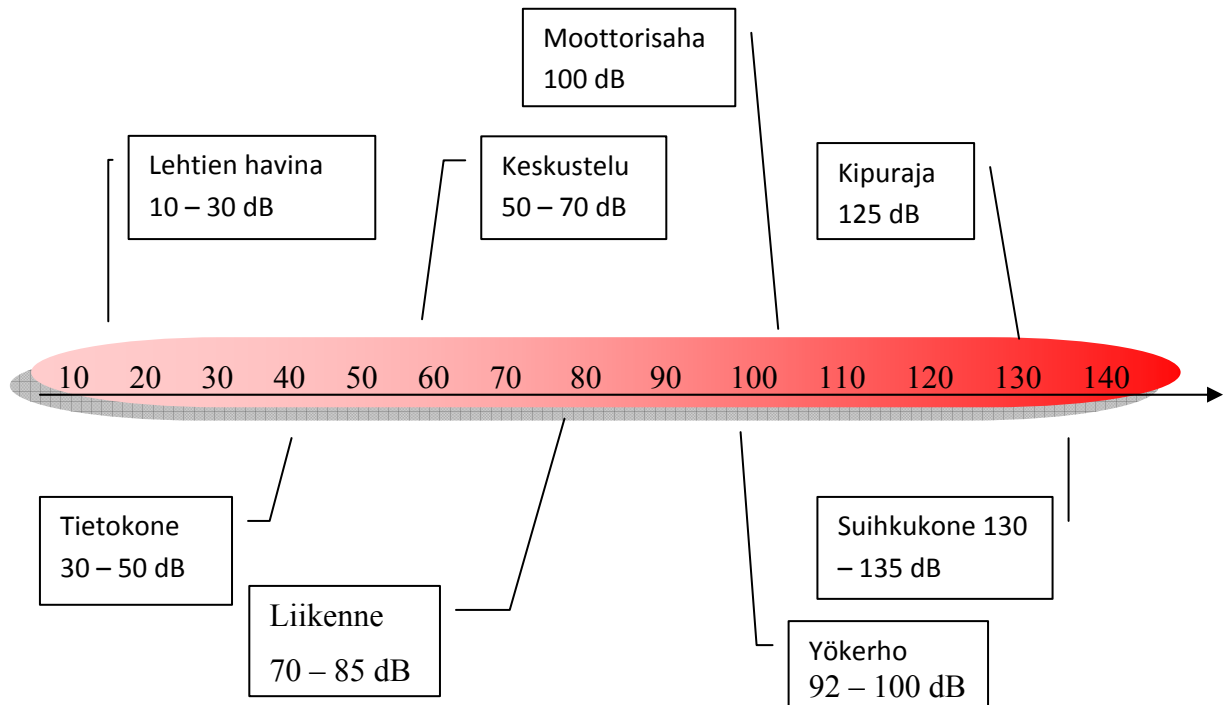 Moottorisaha
100 dB
Lehtien havina
10 – 30 dB
Keskustelu
50 – 70 dB
Kipuraja
125 dB
10 20 30 40 50 60 70 80 90 100 110 120 130 140
Tietokone
30 – 50 dB
Suihkukone 130
– 135 dB
Liikenne
70 – 85 dB
Yökerho
92 – 100 dB